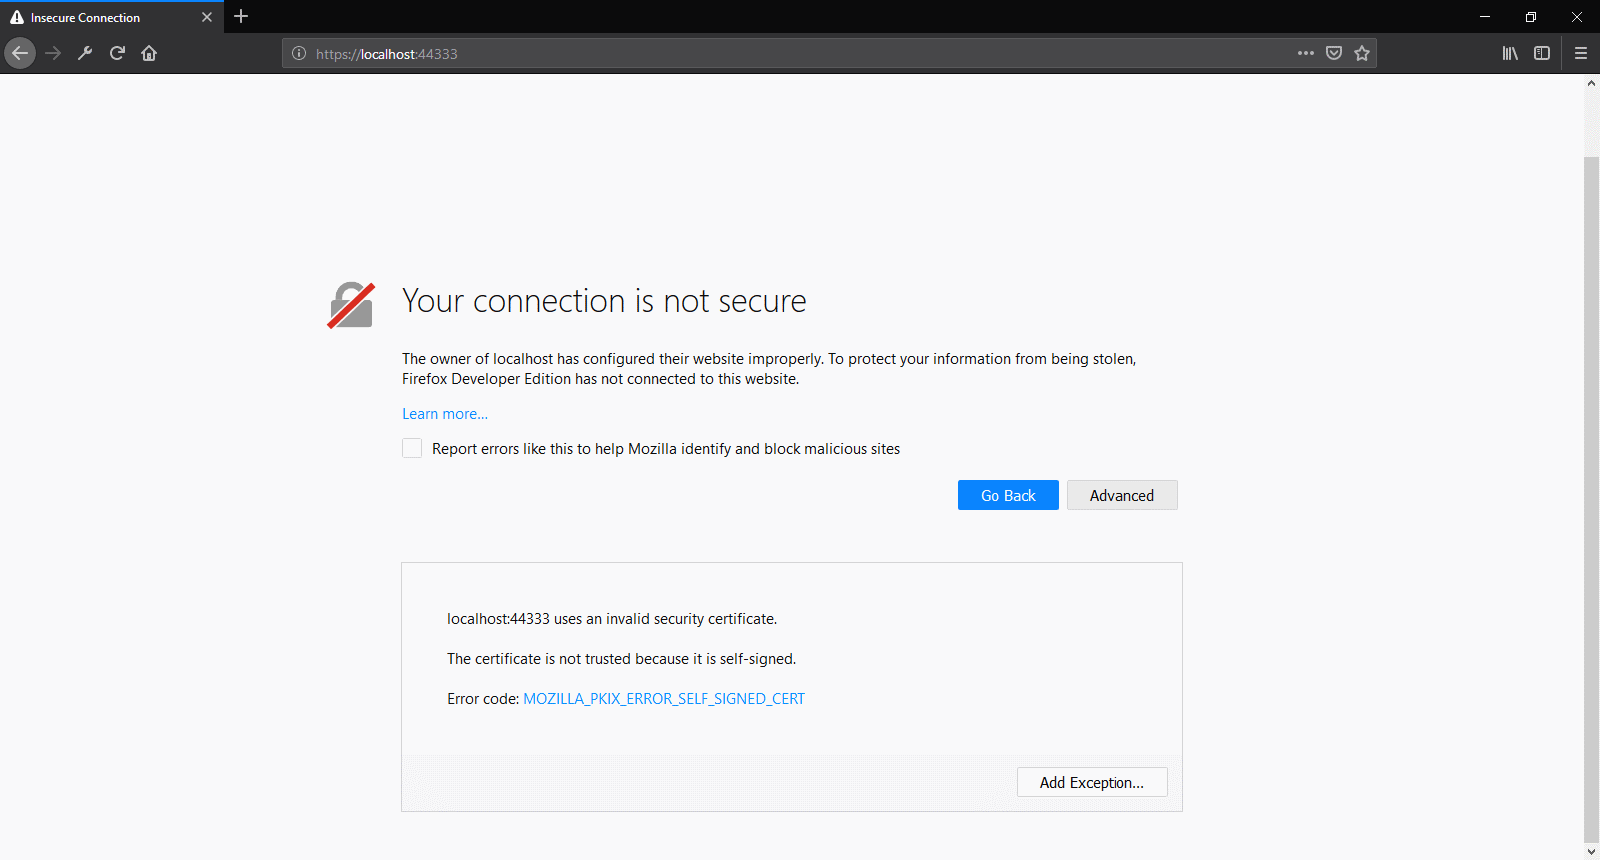 Insecure Connection
https://localhost:44333
Your connection is not secure
The owner of localhost has configured their website improperly. To protect your information from being stolen,
Firefox Developer Edition has not connected to this website.
Learn more...
Report errors like this to help Mozilla identify and block malicious sites
Go Back
Advanced
localhost:44333 uses an invalid security certificate.
The certificate is not trusted because it is self-signed.
Error code: MOZILLA_PKIX_ERROR_SELF_SIGNED_CERT
Add Exception...